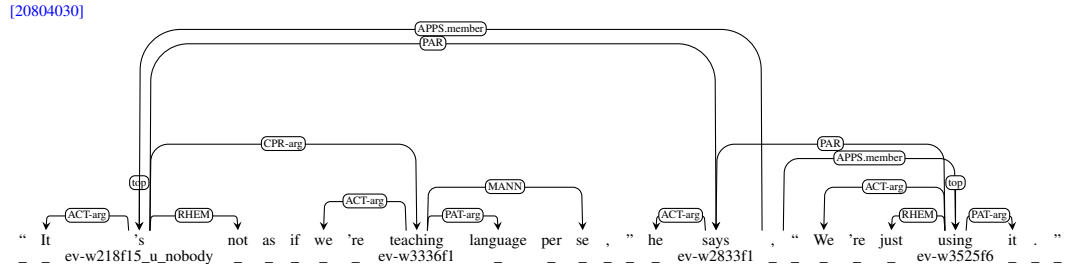 [20804030]
APPS.member
PAR
CPR-arg PAR
APPS.member
top MANN ACT-arg top
ACT-arg
ACT-arg RHEM PAT-arg ACT-arg RHEM PAT-arg
“ It 's not as if we 're teaching language per se , ” he says , “ We 're just using it . ”
_ _ ev-w218f15_u_nobody _ _ _ _ _ ev-w3336f1 _ _ _ _ _ _ ev-w2833f1 _ _ _ _ _ ev-w3525f6 _ _ _